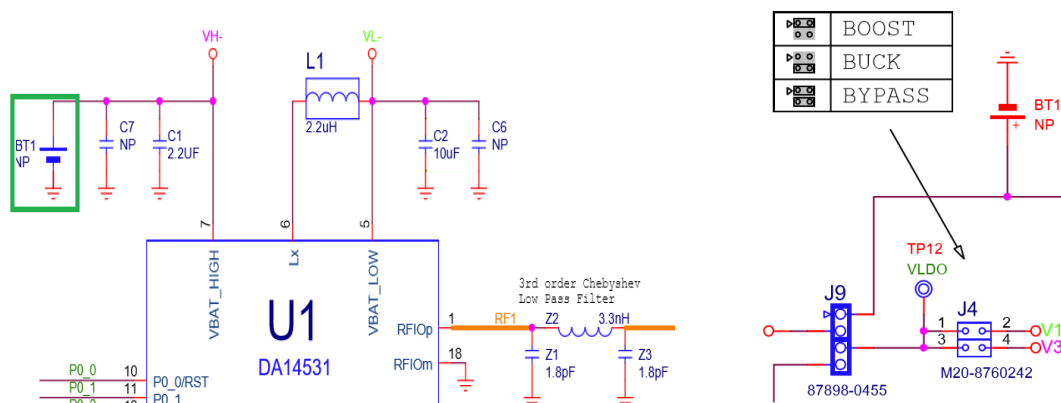 VH-
VL-
L1
2.2uH
BT1
NP
C7
NP
C1
2.2UF
C2
10uF
C6
NP
7
6
5
VBAT_HIGH
Lx
VBAT_LOW
U1
DA14531
RFIOp
1
RF1
RFIOm
18
3rd order Chebyshev
Low Pass Filter
Z2
3.3nH
Z1
1.8pF
Z3
1.8pF
P0_0
10
P0_0/RST
P0_1
11
P0_1
BOOST
BUCK
BYPASS
BT1
NP
+
TP12
VLDO
J9
87898-0455
J4
1
2
V1
3
4
V3
M20-8760242